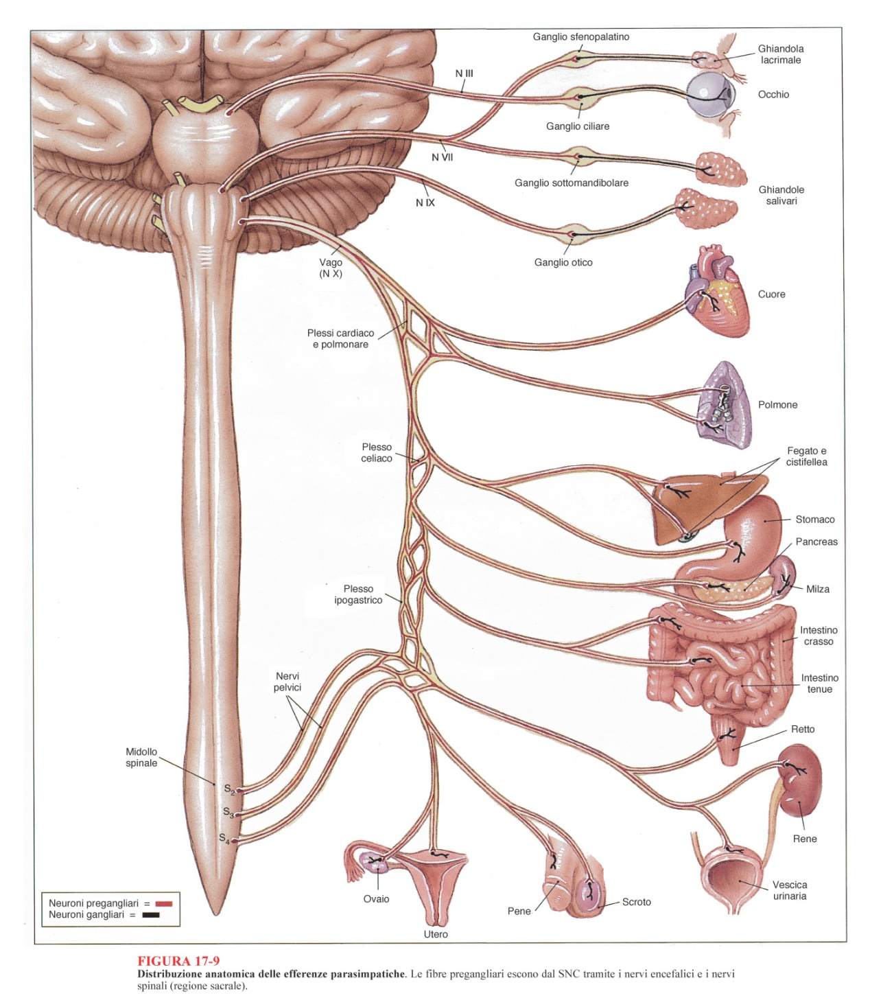 Ganglio sfenopalatino
Ghiandola
lacrimale
N III
Occhio
Ganglio ciliare
N VII
Ganglio sottomandibolare
Ghiandole
salivari
N IX
Ganglio otico
Vago
(N X)
Cuore
Plessi cardiaco
e polmonare
Polmone
Plesso
celiaco
Fegato e
cistifellea
Stomaco
Pancreas
Plesso
ipogastrico
Milza
Intestino
crasso
Nervi
pelvici
Intestino
tenue
Retto
Midollo
spinale
S2
S3
S4
Rene
Ovaio
Vescica
urinaria
Pene
Scroto
Utero
Neuroni pregangliari =
Neuroni gangliari =
FIGURA 17-9
Distribuzione anatomica delle efferenze parasimpatiche. Le fibre pregangliari escono dal SNC tramite i nervi encefalici e i nervi
spinali (regione sacrale).